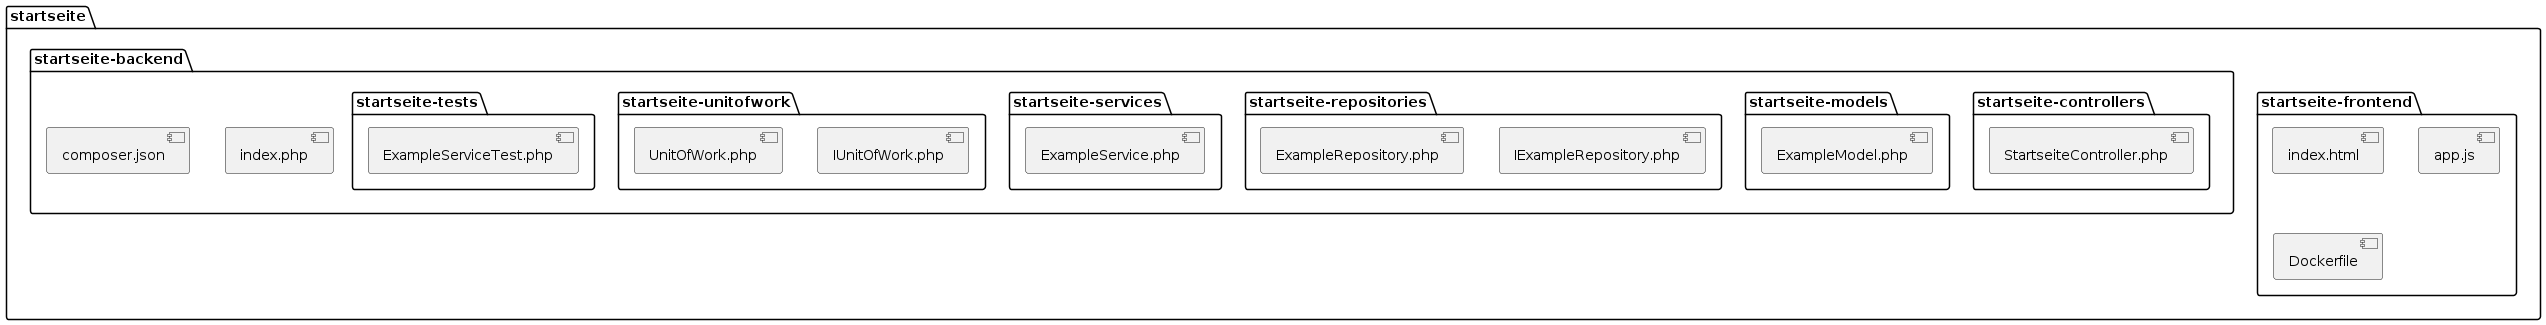 startseite
startseite-backend
composer.json
index.php
startseite-tests
ExampleServiceTest.php
startseite-unitofwork
UnitOfWork.php
IUnitOfWork.php
startseite-services
ExampleService.php
startseite-repositories
ExampleRepository.php
IExampleRepository.php
startseite-models
ExampleModel.php
startseite-controllers
StartseiteController.php
startseite-frontend
index.html
app.js
Dockerfile